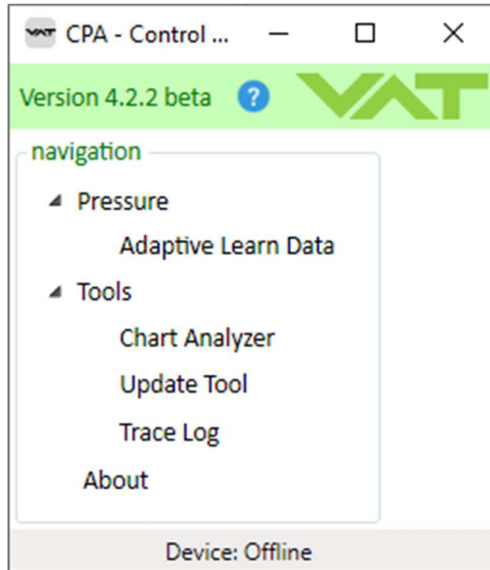 VAT CPA - Control ...
Version 4.2.2 beta ? VAT
navigation
Pressure
Adaptive Learn Data
Tools
Chart Analyzer
Update Tool
Trace Log
About
Device: Offline